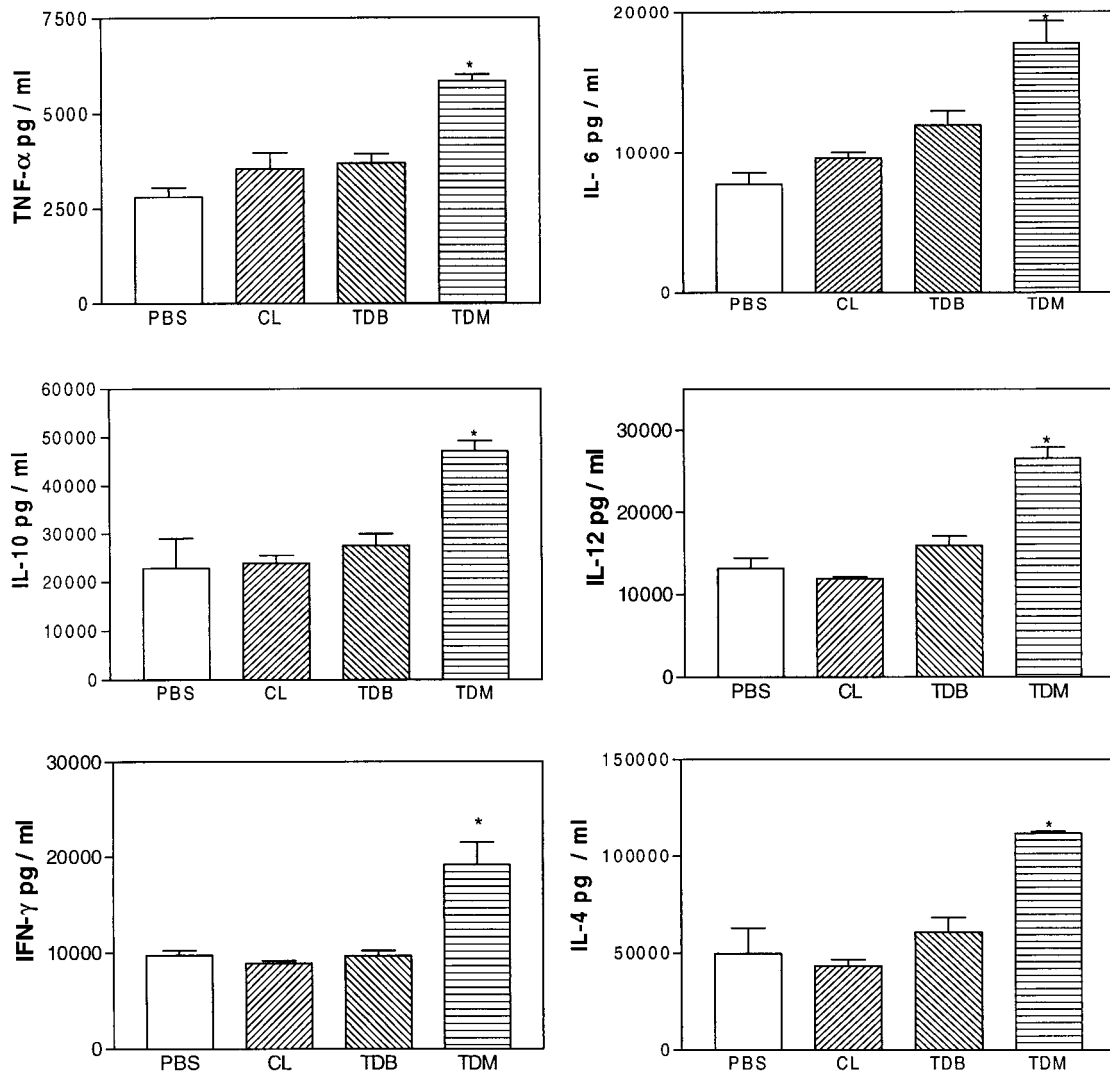 TNF-α pg / ml
7500
5000
2500
0
*
PBS CL TDB TDM
IL- 6 pg / ml
20000
10000
0
*
PBS CL TDB TDM
IL-10 pg / ml
60000
50000
40000
30000
20000
10000
0
*
PBS CL TDB TDM
IL-12 pg / ml
30000
20000
10000
0
*
PBS CL TDB TDM
IFN-γ pg / ml
30000
20000
10000
0
*
PBS CL TDB TDM
IL-4 pg / ml
150000
100000
50000
0
*
PBS CL TDB TDM